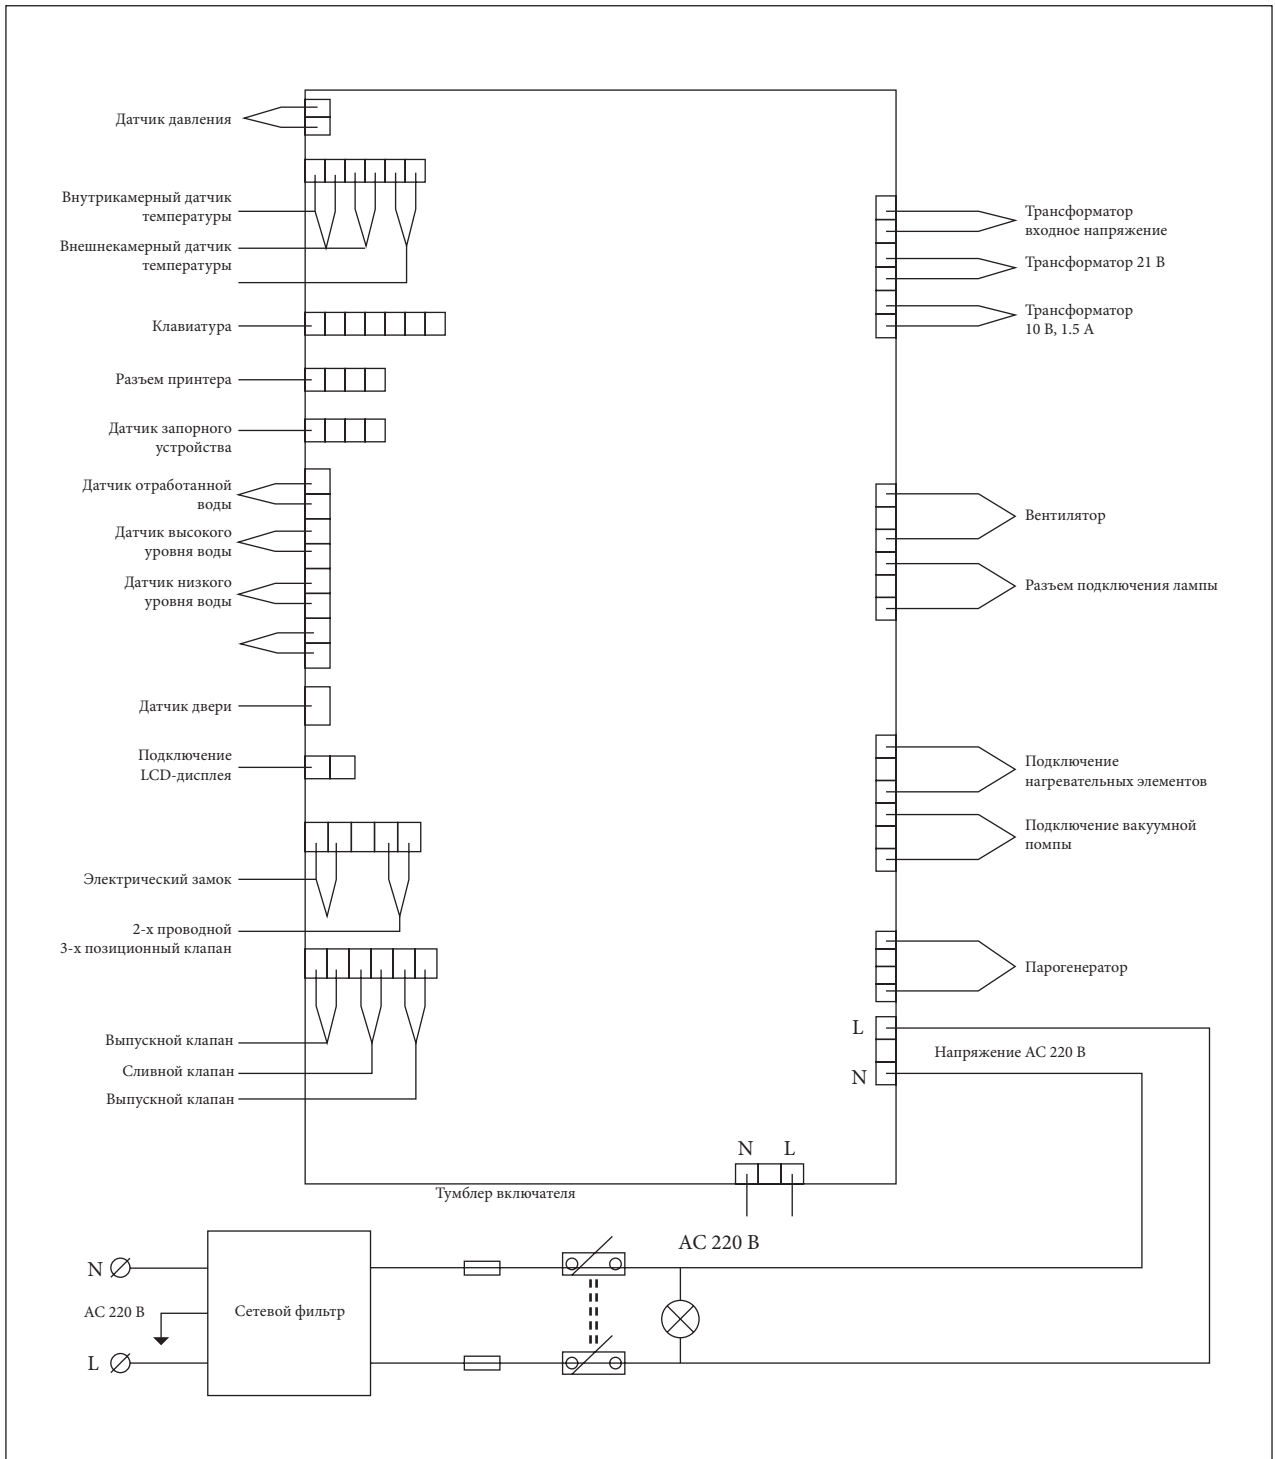 Датчик давления
Внутрикамерный датчик
температуры
Внешнекамерный датчик
температуры
Клавиатура
Разъем принтера
Датчик запорного
устройства
Датчик отработанной
воды
Датчик высокого
уровня воды
Датчик низкого
уровня воды
Датчик двери
Подключение
LCD-дисплея
Электрический замок
2-х проводной
3-х позиционный клапан
Выпускной клапан
Сливной клапан
Выпускной клапан
Трансформатор
входное напряжение
Трансформатор 21 В
Трансформатор
10 В, 1.5 А
Вентилятор
Разъем подключения лампы
Подключение
нагревательных элементов
Подключение вакуумной
помпы
Парогенератор
L
Напряжение АС 220 В
N
N L
Тумблер включателя
АС 220 В
N
АС 220 В
Сетевой фильтр
L